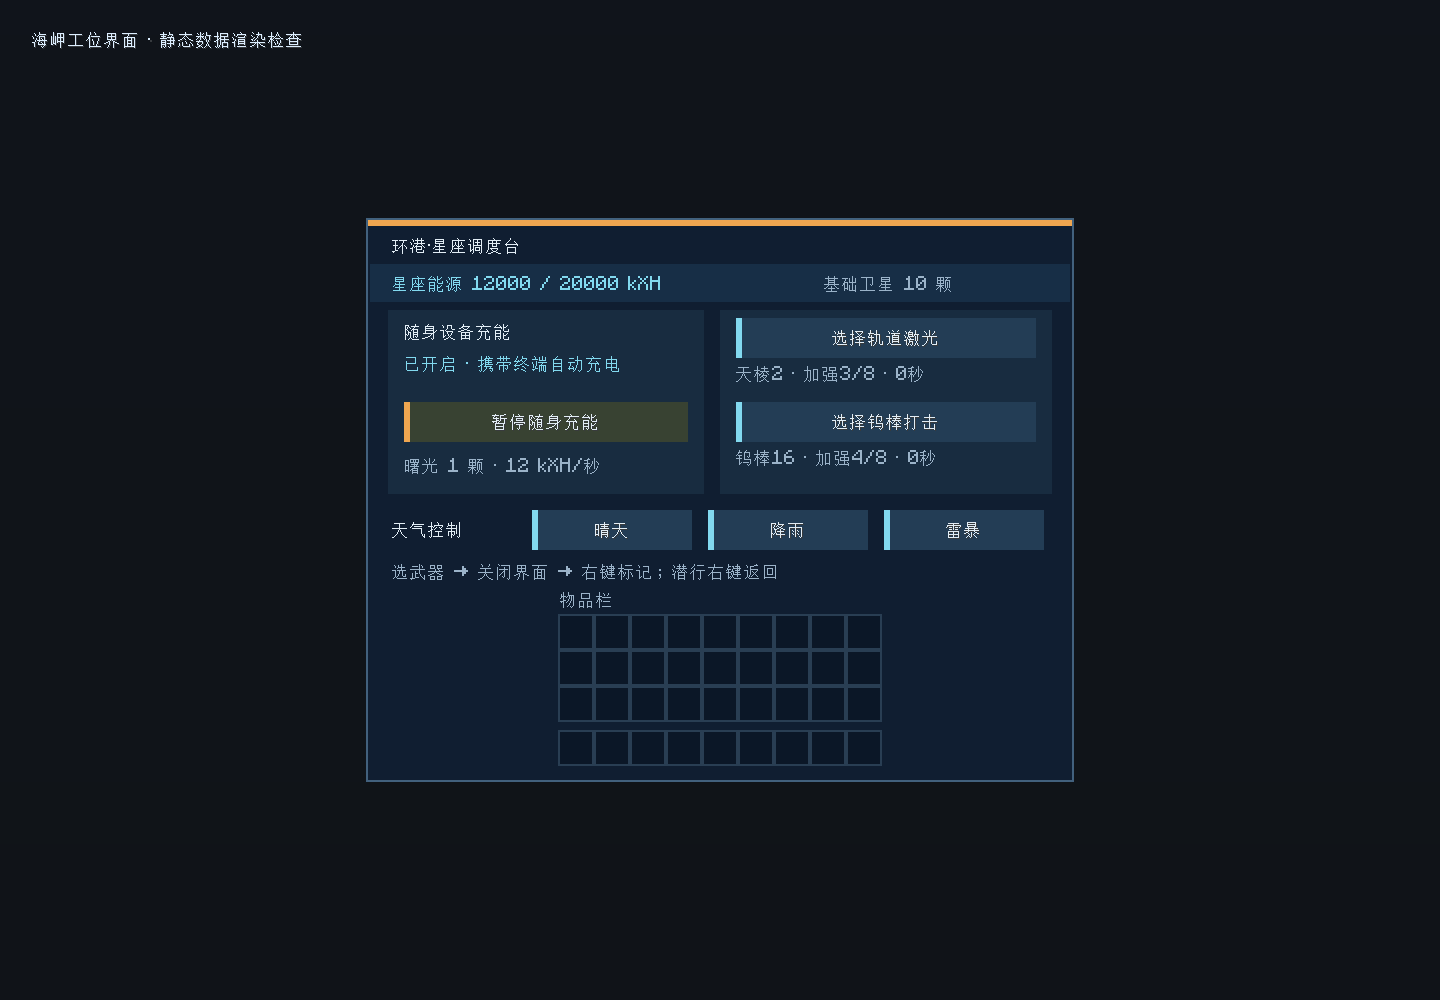 海岬工位界面 · 静态数据渲染检查
环港·星座调度台
星座能源 12000 / 20000 kXH
基础卫星 10 颗
随身设备充能
已开启 · 携带终端自动充电
暂停随身充能
曙光 1 颗 · 12 kXH/秒
选择轨道激光
天棱2 · 加强3/8 · 0秒
选择钨棒打击
钨棒16 · 加强4/8 · 0秒
天气控制
晴天
降雨
雷暴
选武器 → 关闭界面 → 右键标记；潜行右键返回
物品栏